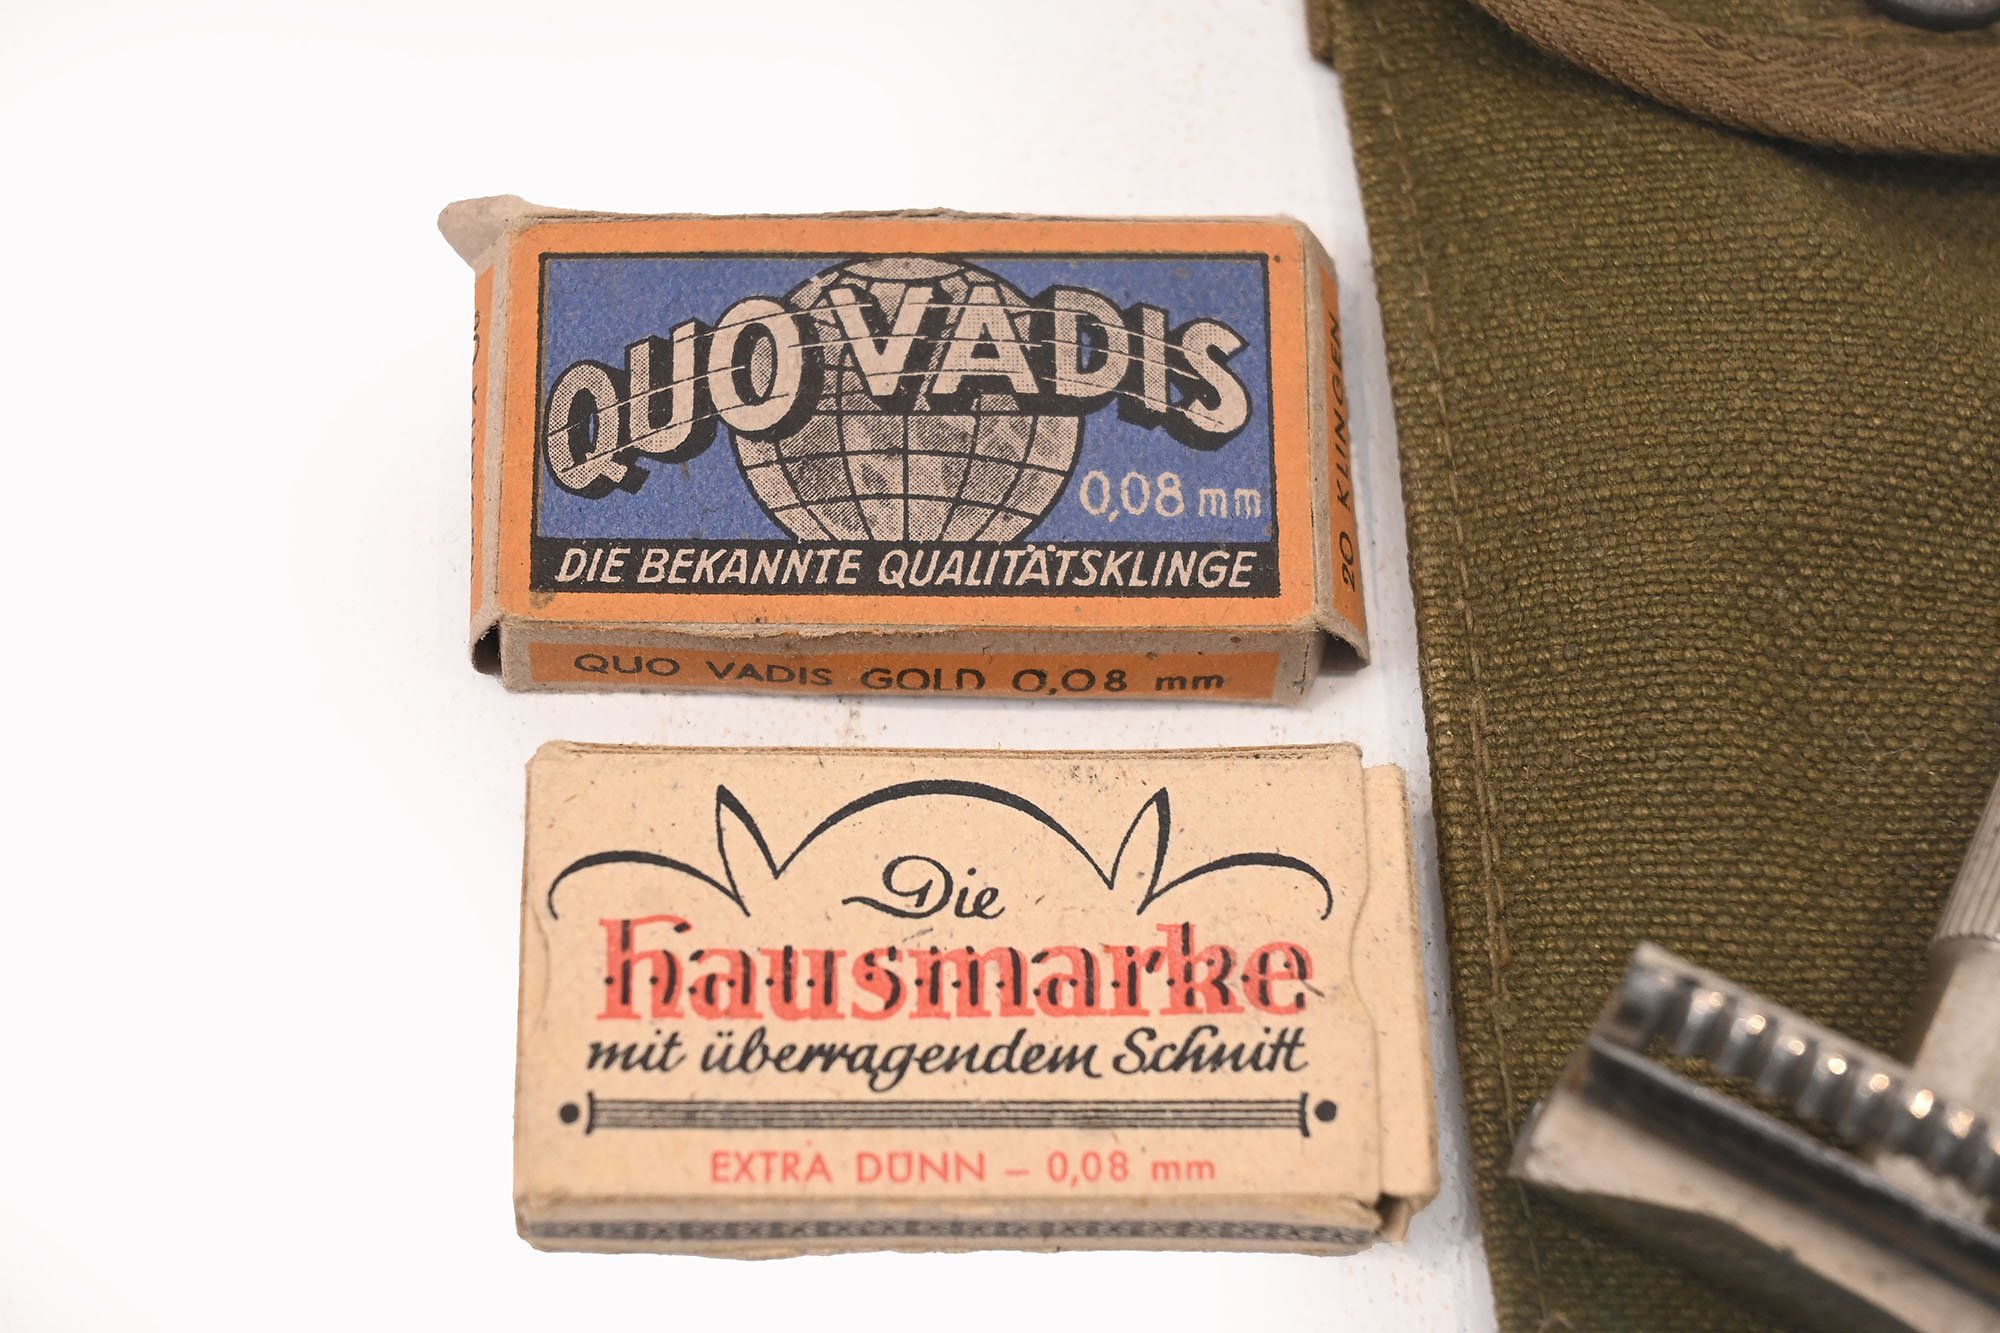 QUO VADIS
0,08 mm
DIE BEKANNTE QUALITÄTSKLINGE
QUO VADIS GOLD 0,08 mm
20 KLINGEN
Die
hausmarke
mit überragendem Schnitt
EXTRA DÜNN – 0,08 mm